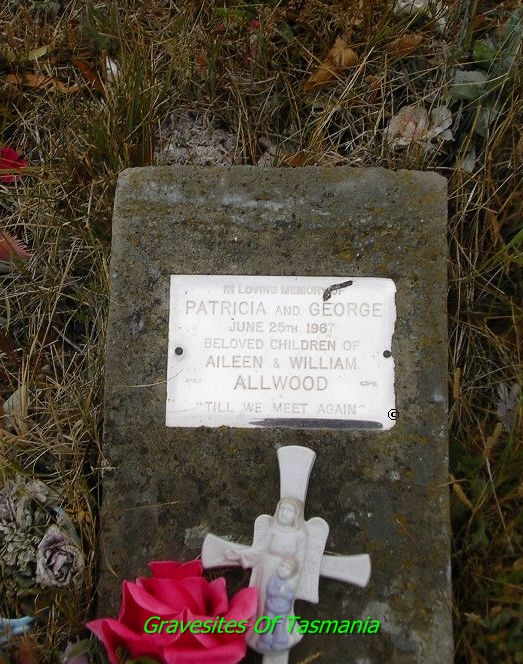 IN LOVING MEMORY OF
PATRICIA AND GEORGE
JUNE 25TH. 1967
BELOVED CHILDREN OF
AILEEN & WILLIAM
ALLWOOD
"TILL WE MEET AGAIN"
©
Gravesites Of Tasmania